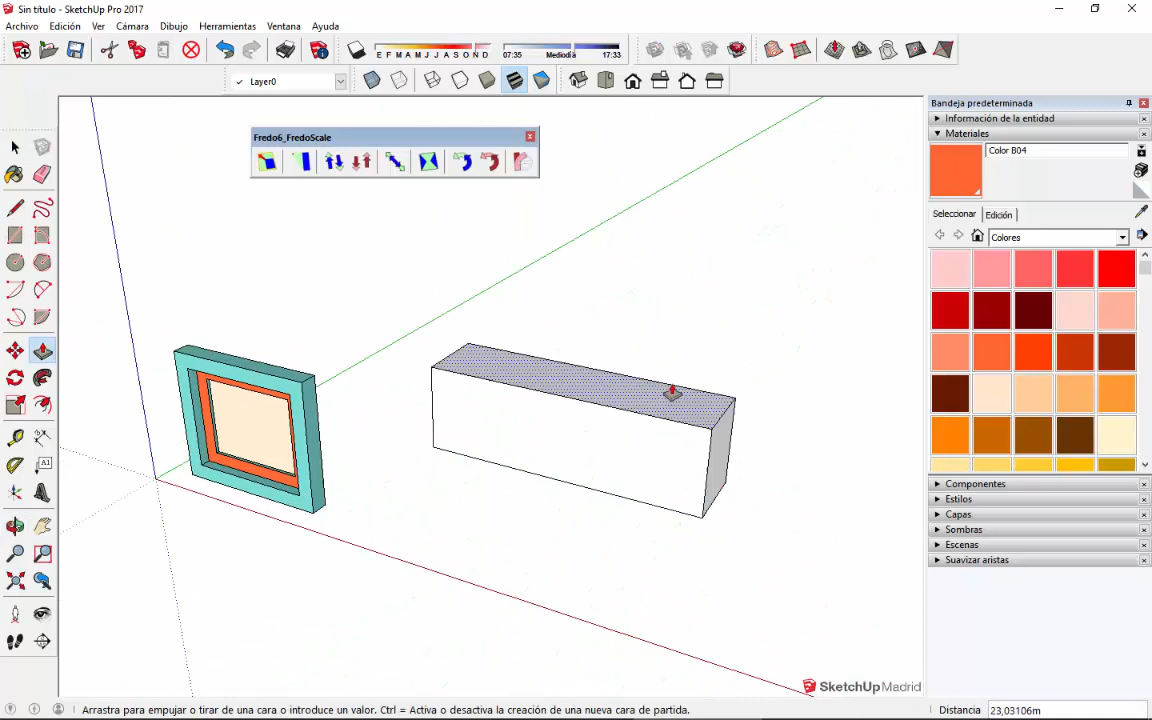 Sin título - SketchUp Pro 2017
Archivo Edición Ver Cámara Dibujo Herramientas Ventana Ayuda
E F M A M J J A S O N D 07:35 Mediodía 17:33
Layer0
Fredo6_FredoScale
Bandeja predeterminada
Información de la entidad
Materiales
Color B04
Seleccionar Edición
Colores
Componentes
Estilos
Capas
Sombras
Escenas
Suavizar aristas
A1
SketchUp Madrid
Arrastra para empujar o tirar de una cara o introduce un valor. Ctrl = Activa o desactiva la creación de una nueva cara de partida.
Distancia 23,03106m